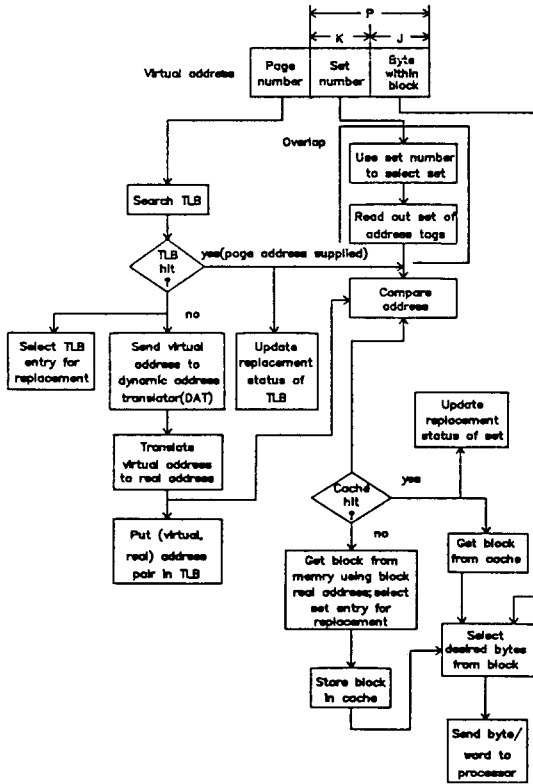 P
K
J
Virtual address
Page
number
Set
number
Byte
within
block
Overlap
Use set number
to select set
Search TLB
Read out set of
address tags
TLB
hit
?
yes(page address supplied)
no
Compare
address
Select TLB
entry for
replacement
Send virtual
address to
dynamic address
translator(DAT)
Update
replacement
status of
TLB
Update
replacement
status of set
Translate
virtual address
to real address
Cache
hit
?
yes
no
Put (virtual,
real) address
pair in TLB
Get block from
memry using block
real address;select
set entry for
replacement
Get block
from cache
Select
desired bytes
from block
Store block
in cache
Send byte/
word to
processor